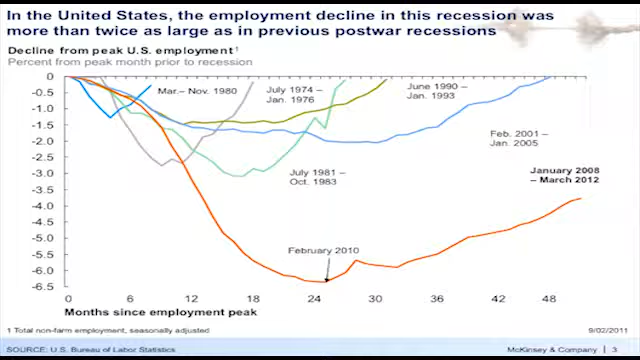 In the United States, the employment decline in this recession was
more than twice as large as in previous postwar recessions
Decline from peak U.S. employment1
Percent from peak month prior to recession
0
-0.5
-1.0
-1.5
-2.0
-2.5
-3.0
-3.5
-4.0
-4.5
-5.0
-5.5
-6.0
-6.5
Mar.– Nov. 1980
July 1974 –
Jan. 1976
June 1990 –
Jan. 1993
Feb. 2001 –
Jan. 2005
July 1981 –
Oct. 1983
January 2008
– March 2012
February 2010
0 6 12 18 24 30 36 42 48
Months since employment peak
1 Total non-farm employment, seasonally adjusted
9/02/2011
SOURCE: U.S. Bureau of Labor Statistics
McKinsey & Company | 3